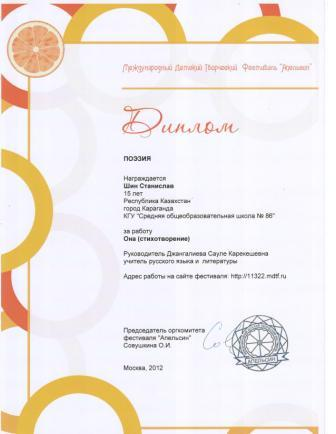 Международный Детский Творческий Фестиваль "Апельсин"
Диплом
ПОЭЗИЯ
Награждается
Шин Станислав
15 лет
Республика Казахстан
город Караганда
КГУ "Средняя общеобразовательная школа № 86"
за работу
Она (стихотворение)
Руководитель Джангалиева Сауле Карекешевна
учитель русского языка и литературы
Адрес работы на сайте фестиваля: http://11322.mdtf.ru
Председатель оргкомитета
фестиваля "Апельсин"
Совушкина О.И.
АПЕЛЬСИН
Москва, 2012